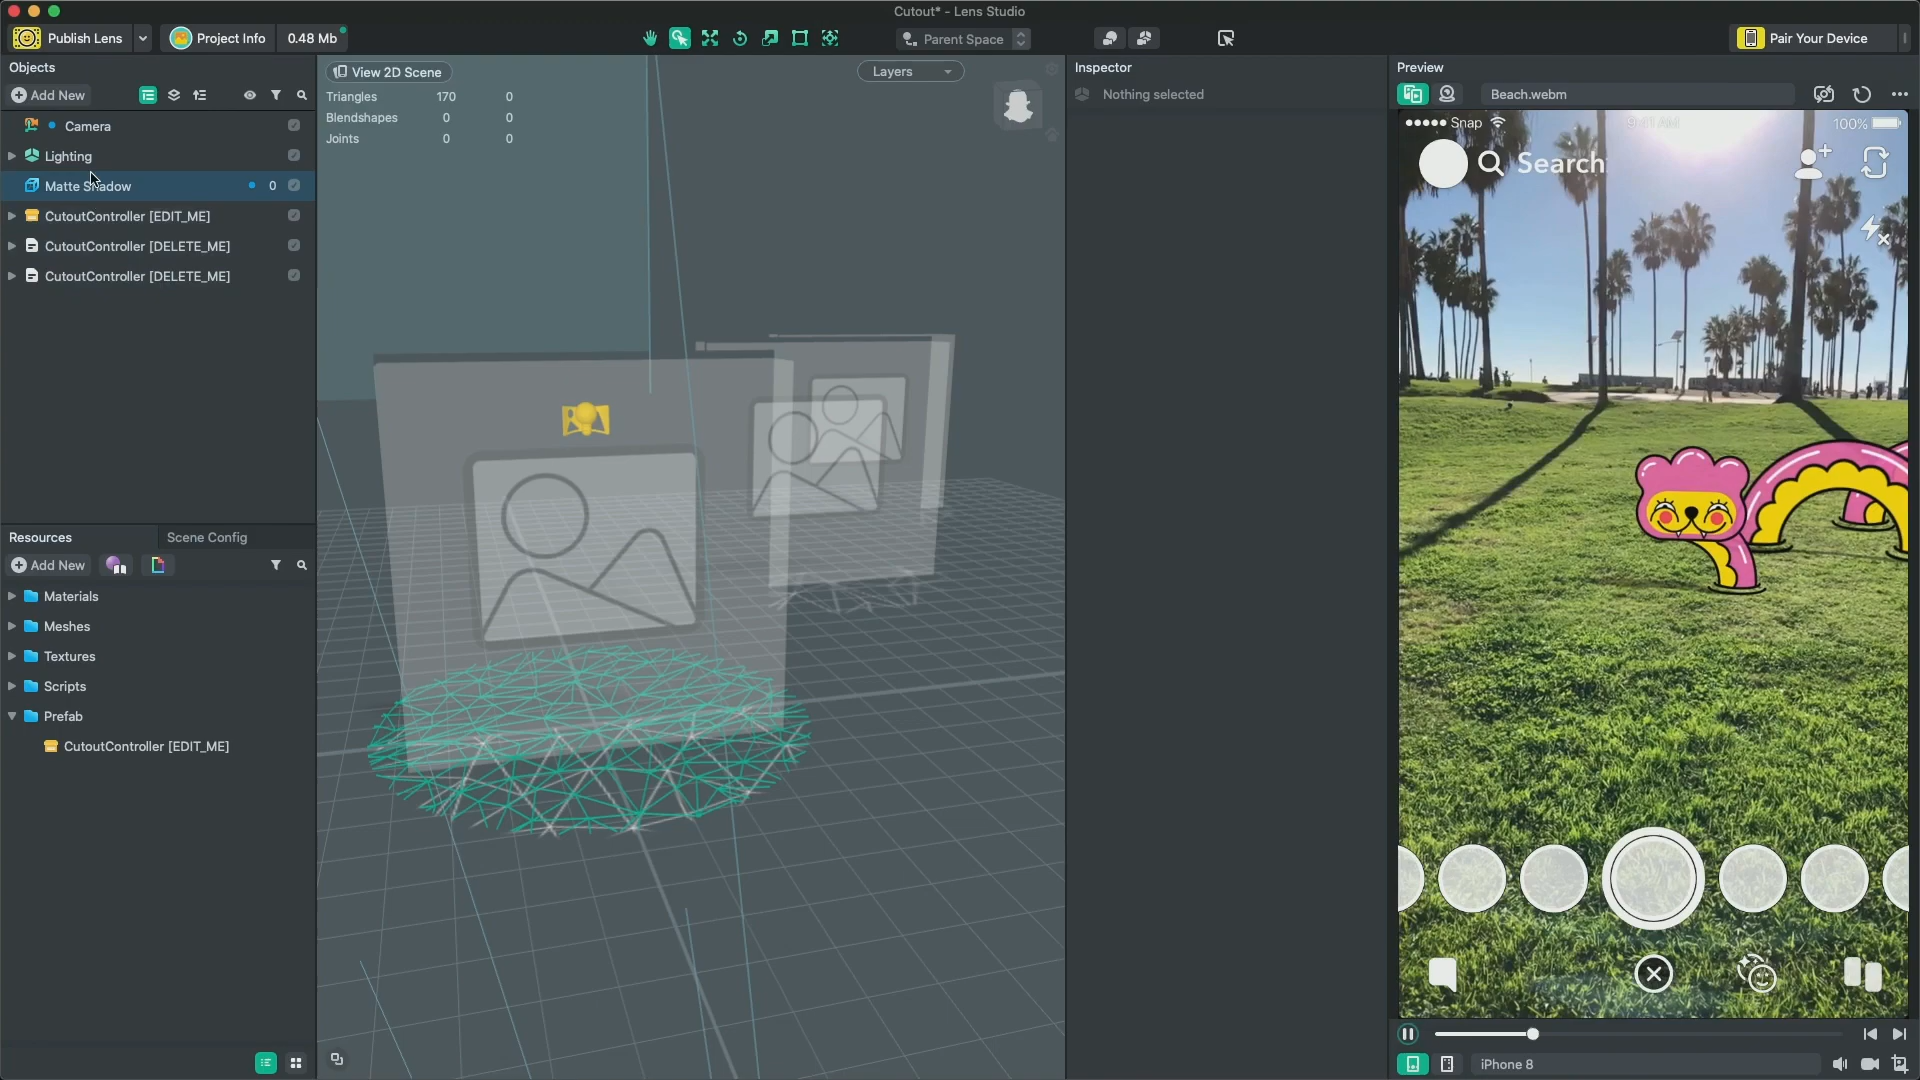 Cutout* - Lens Studio
Publish Lens
Project Info
0.48 Mb
Parent Space
Pair Your Device
Objects
Add New
Camera
Lighting
Matte Shadow
0
CutoutController [EDIT_ME]
CutoutController [DELETE_ME]
CutoutController [DELETE_ME]
View 2D Scene
Layers
Triangles 170 0
Blendshapes 0 0
Joints 0 0
Inspector
Nothing selected
Preview
Beach.webm
Snap
9:41 AM
100%
Search
Resources
Scene Config
Add New
Materials
Meshes
Textures
Scripts
Prefab
CutoutController [EDIT_ME]
iPhone 8